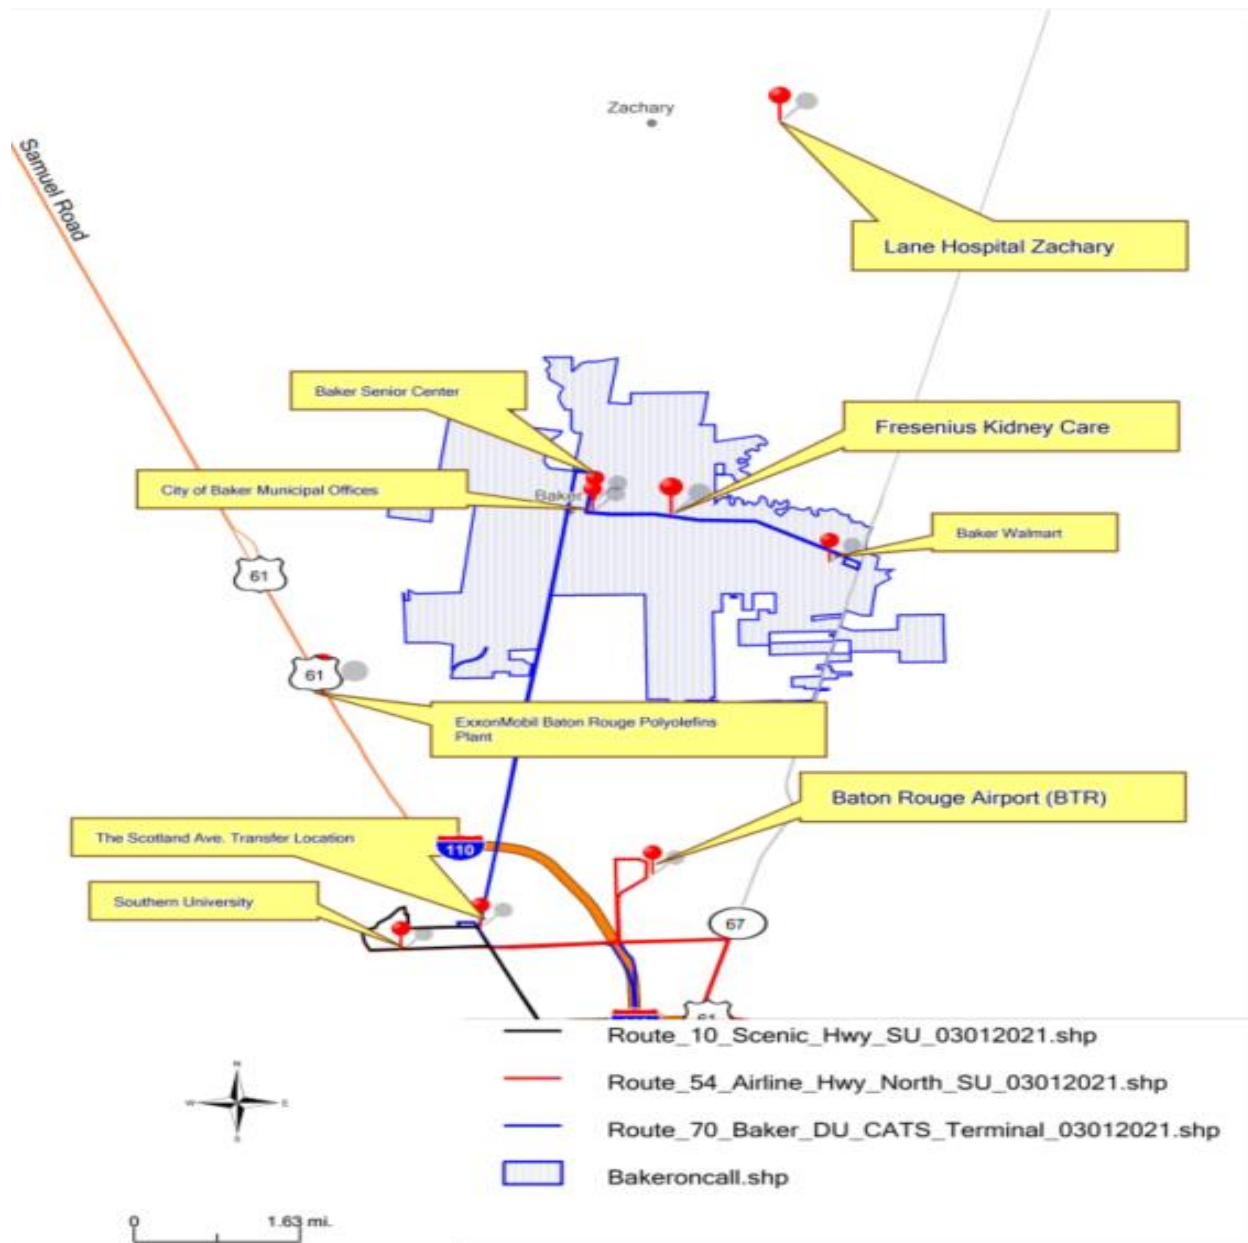 Zachary
Samuel Road
Lane Hospital Zachary
Baker Senior Center
Fresenius Kidney Care
City of Baker Municipal Offices
Baker
Baker Walmart
61
61
ExxonMobil Baton Rouge Polyolefins
Plant
Baton Rouge Airport (BTR)
The Scotland Ave. Transfer Location
110
Southern University
67
61
Route_10_Scenic_Hwy_SU_03012021.shp
Route_54_Airline_Hwy_North_SU_03012021.shp
Route_70_Baker_DU_CATS_Terminal_03012021.shp
Bakeroncall.shp
N
W
E
S
0
1.63 mi.